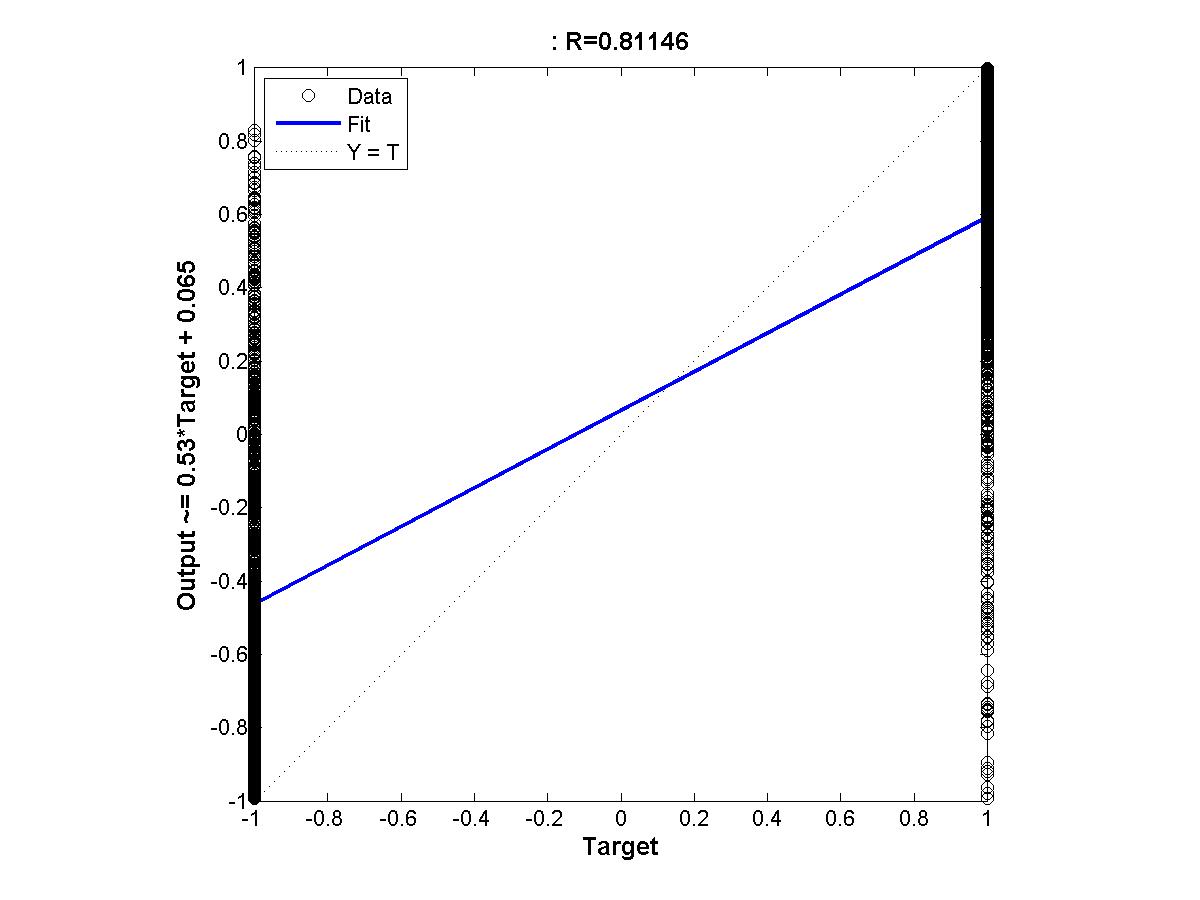 : R=0.81146
Data
Fit
Y = T
Output ~= 0.53*Target + 0.065
1
0.8
0.6
0.4
0.2
0
-0.2
-0.4
-0.6
-0.8
-1
-1 -0.8 -0.6 -0.4 -0.2 0 0.2 0.4 0.6 0.8 1
Target